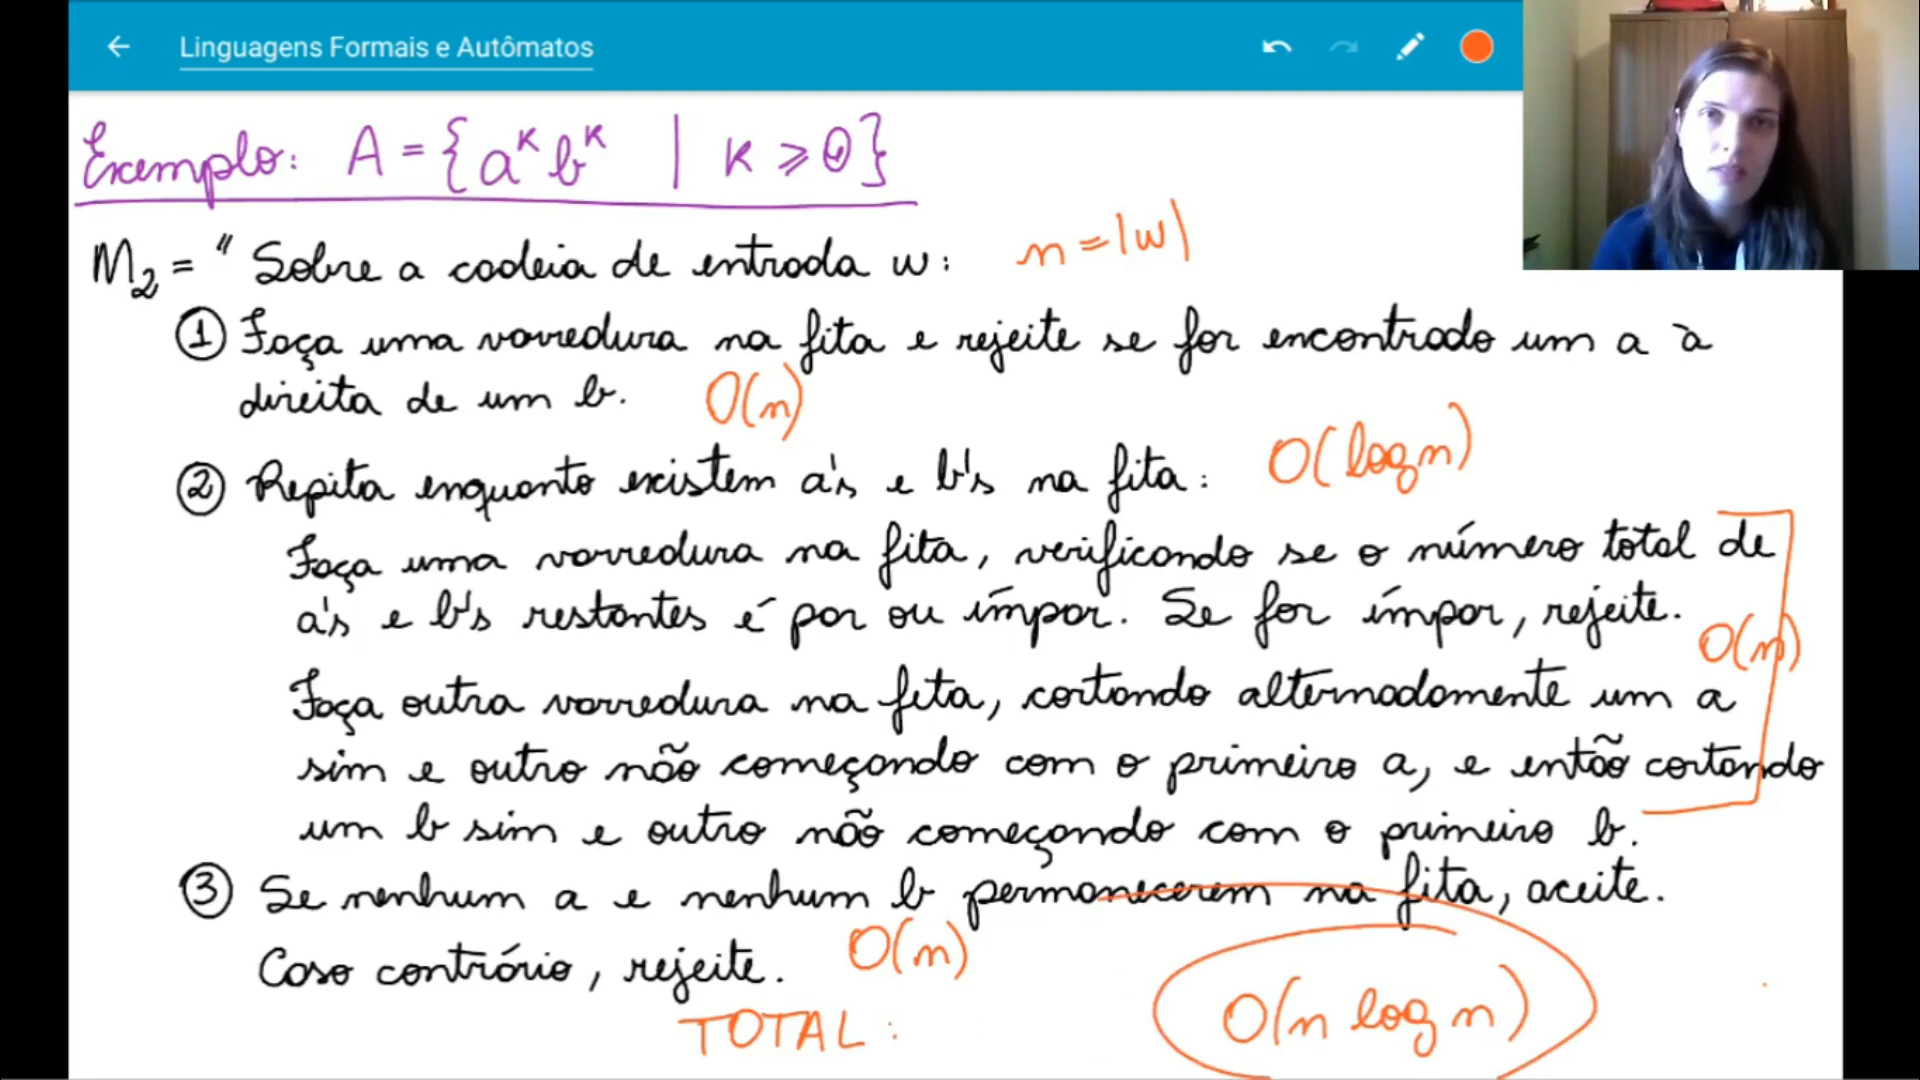 Linguagens Formais e Autômatos
Exemplo: A = {a^k b^k | k ≥ 0}
M₂ = "Sobre a cadeia de entrada w: n = |w|
① Faça uma varredura na fita e rejeite se for encontrado um a à
direita de um b. O(n)
② Repita enquanto existem a's e b's na fita: O(log n)
Faça uma varredura na fita, verificando se o número total de
a's e b's restantes é par ou ímpar. Se for ímpar, rejeite.
O(n)
Faça outra varredura na fita, cortando alternadamente um a
sim e outro não começando com o primeiro a, e então cortando
um b sim e outro não começando com o primeiro b.
③ Se nenhum a e nenhum b permanecerem na fita, aceite.
Caso contrário, rejeite. O(n)
TOTAL: O(n log n)